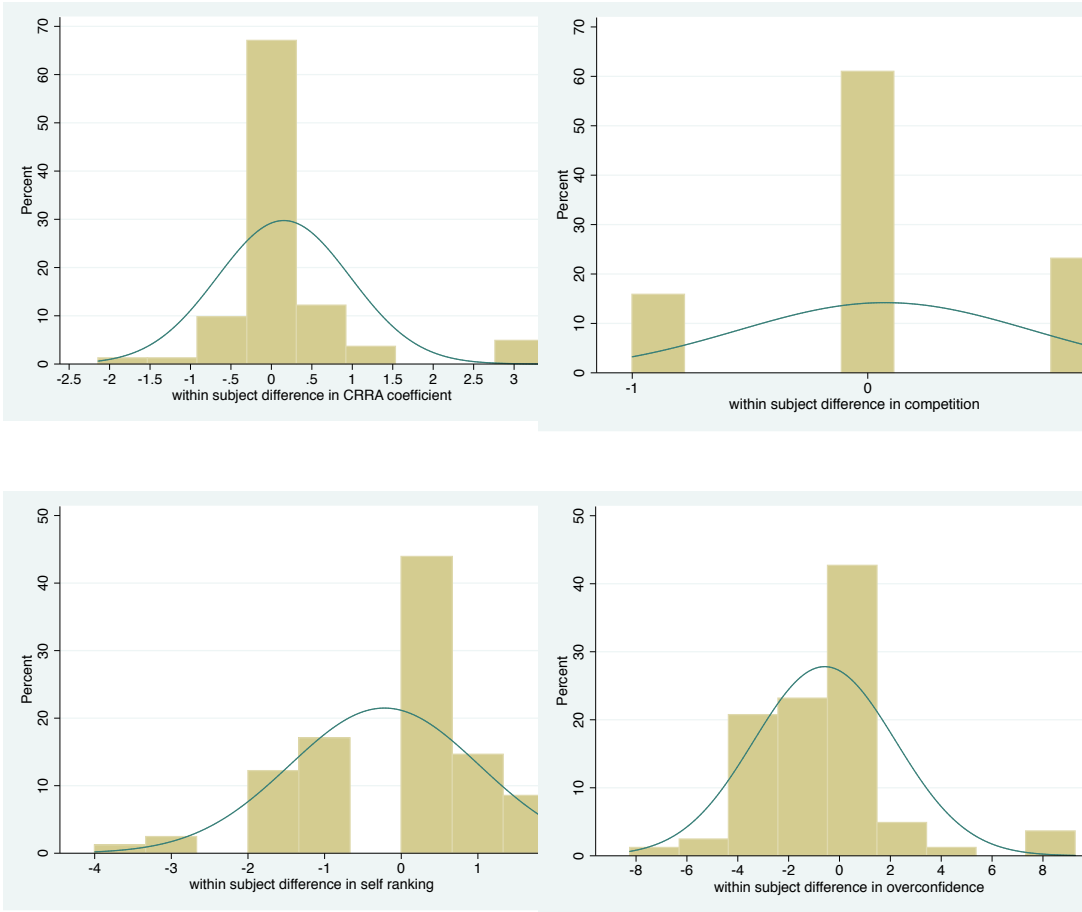 70
60
50
40
30
20
10
0
Percent
-2.5 -2 -1.5 -1 -.5 0 .5 1 1.5 2 2.5 3
within subject difference in CRRA coefficient
70
60
50
40
30
20
10
0
Percent
-1 0
within subject difference in competition
50
40
30
20
10
0
Percent
-4 -3 -2 -1 0 1
within subject difference in self ranking
50
40
30
20
10
0
Percent
-8 -6 -4 -2 0 2 4 6 8
within subject difference in overconfidence